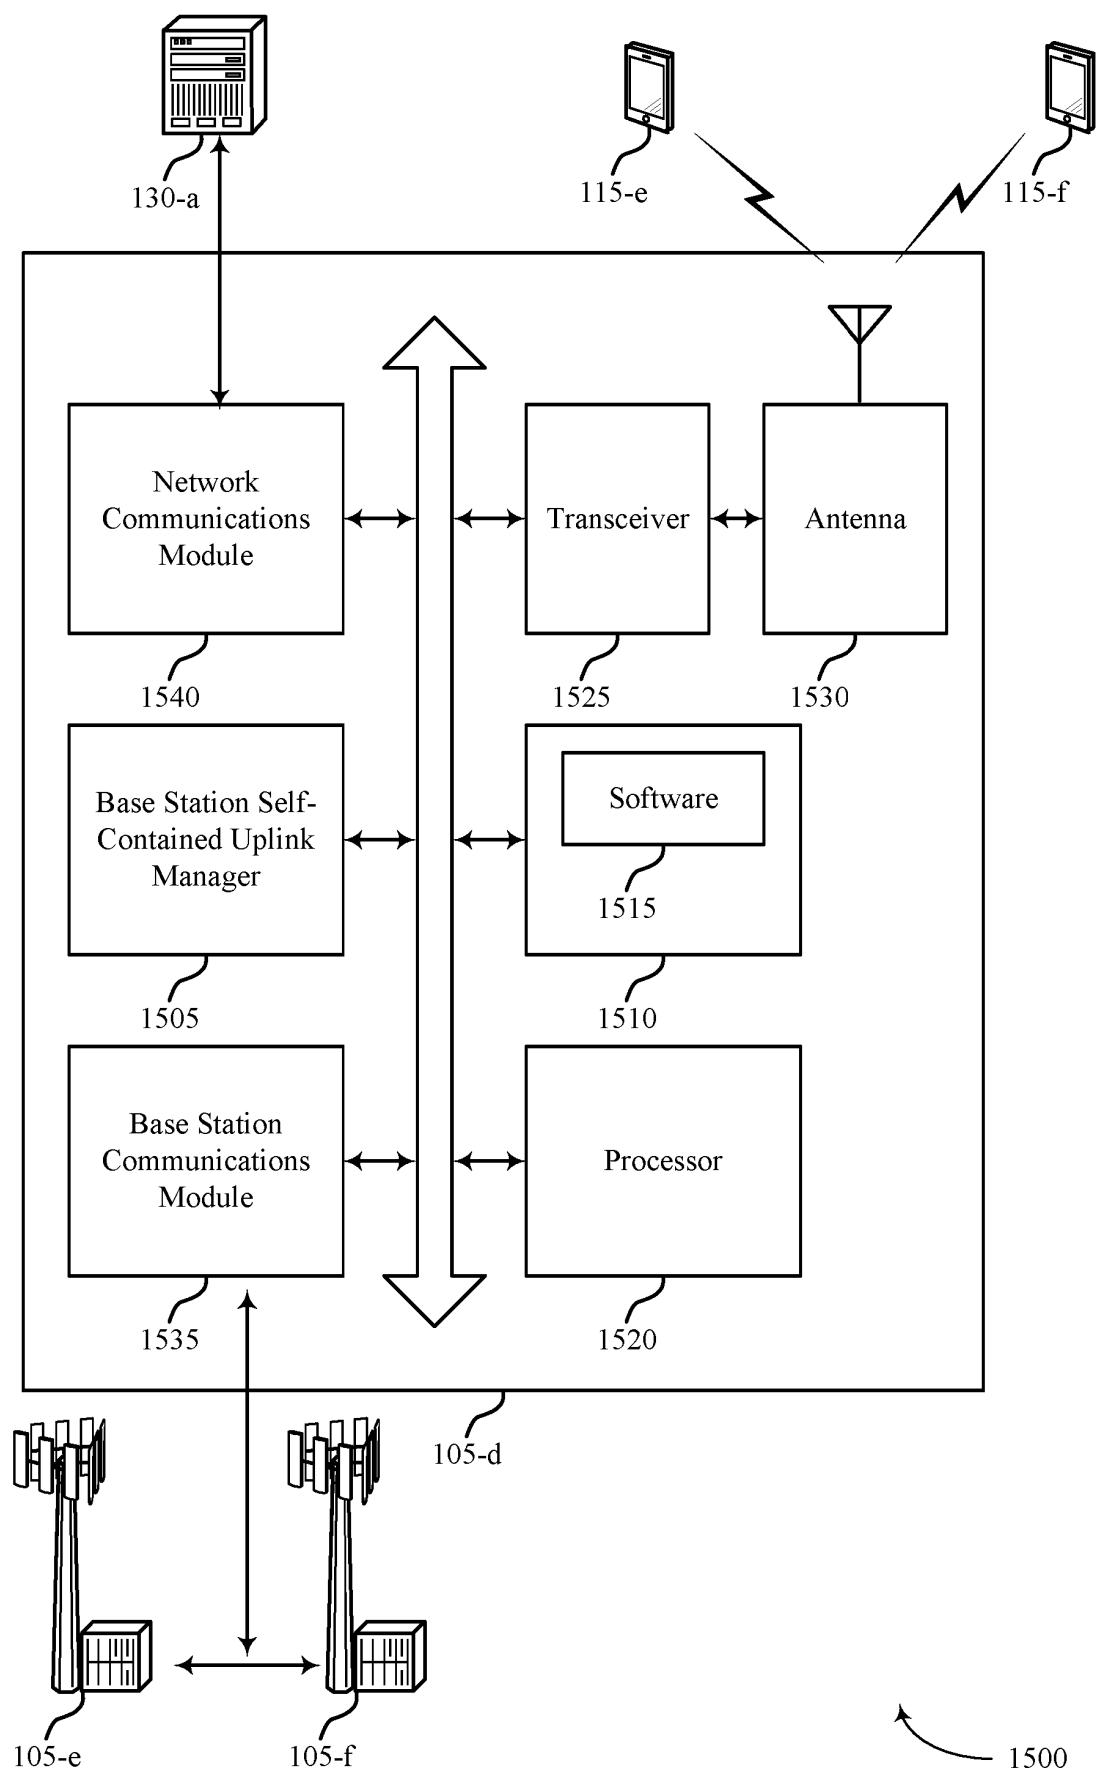 130-a
115-e
115-f
Network
Communications
Module
Transceiver
Antenna
1540
1525
1530
Base Station Self-
Contained Uplink
Manager
Software
1515
1505
1510
Base Station
Communications
Module
Processor
1535
1520
105-d
105-e
105-f
1500